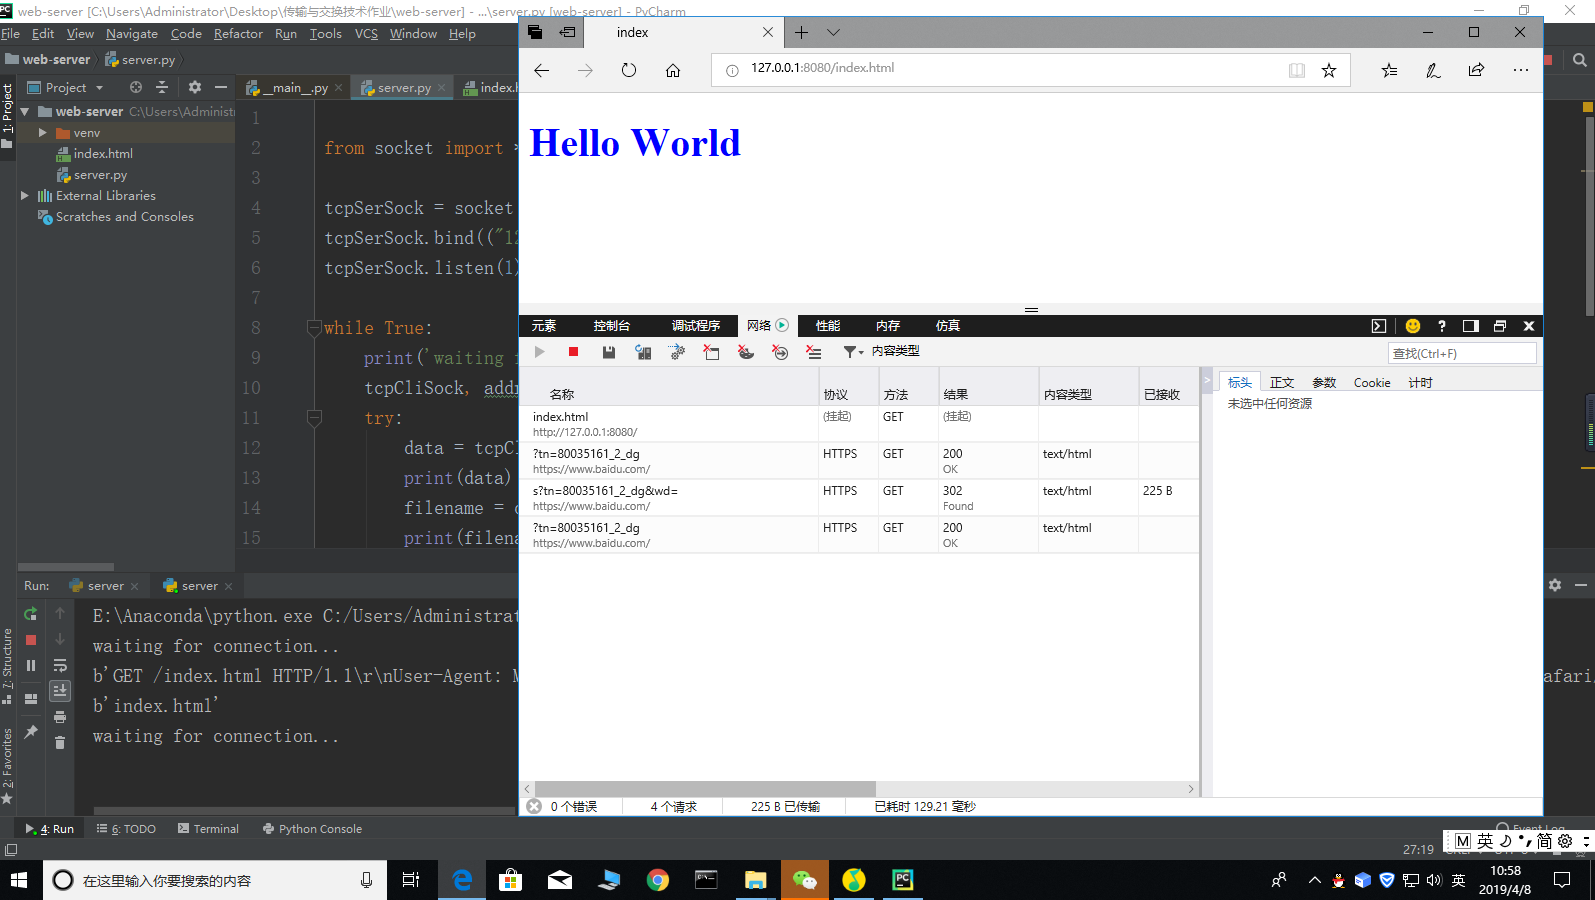 web-server [C:\Users\Administrator\Desktop\传输与交换技术作业\web-server] - ...\server.py [web-server] - PyCharm
File Edit View Navigate Code Refactor Run Tools VCS Window Help
web-server server.py
1: Project
Project
__main__.py server.py index.h
web-server C:\Users\Administr
venv
index.html
server.py
External Libraries
Scratches and Consoles
1
2 from socket import *
3
4 tcpSerSock = socket
5 tcpSerSock.bind(("12
6 tcpSerSock.listen(1)
7
8 while True:
9 print('waiting f
10 tcpCliSock, addr
11 try:
12 data = tcpCl
13 print(data)
14 filename = d
15 print(filena
index
127.0.0.1:8080/index.html
Hello World
元素 控制台 调试程序 网络 性能 内存 仿真
内容类型
查找(Ctrl+F)
名称 协议 方法 结果 内容类型 已接收
index.html (挂起) GET (挂起)
http://127.0.0.1:8080/
?tn=80035161_2_dg HTTPS GET 200 text/html
https://www.baidu.com/ OK
s?tn=80035161_2_dg&wd= HTTPS GET 302 text/html 225 B
https://www.baidu.com/ Found
?tn=80035161_2_dg HTTPS GET 200 text/html
https://www.baidu.com/ OK
标头 正文 参数 Cookie 计时
未选中任何资源
0 个错误 4 个请求 225 B 已传输 已耗时 129.21 毫秒
Run: server server
E:\Anaconda\python.exe C:/Users/Administrat
waiting for connection...
b'GET /index.html HTTP/1.1\r\nUser-Agent: M
afari
b'index.html'
waiting for connection...
7: Structure
2: Favorites
4: Run 6: TODO Terminal Python Console
Event Log
27:19
M 英 简
在这里输入你要搜索的内容
英
10:58
2019/4/8